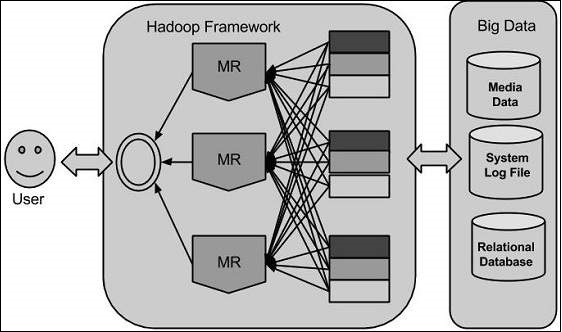 Hadoop Framework
Big Data
MR
MR
MR
User
Media
Data
System
Log File
Relational
Database